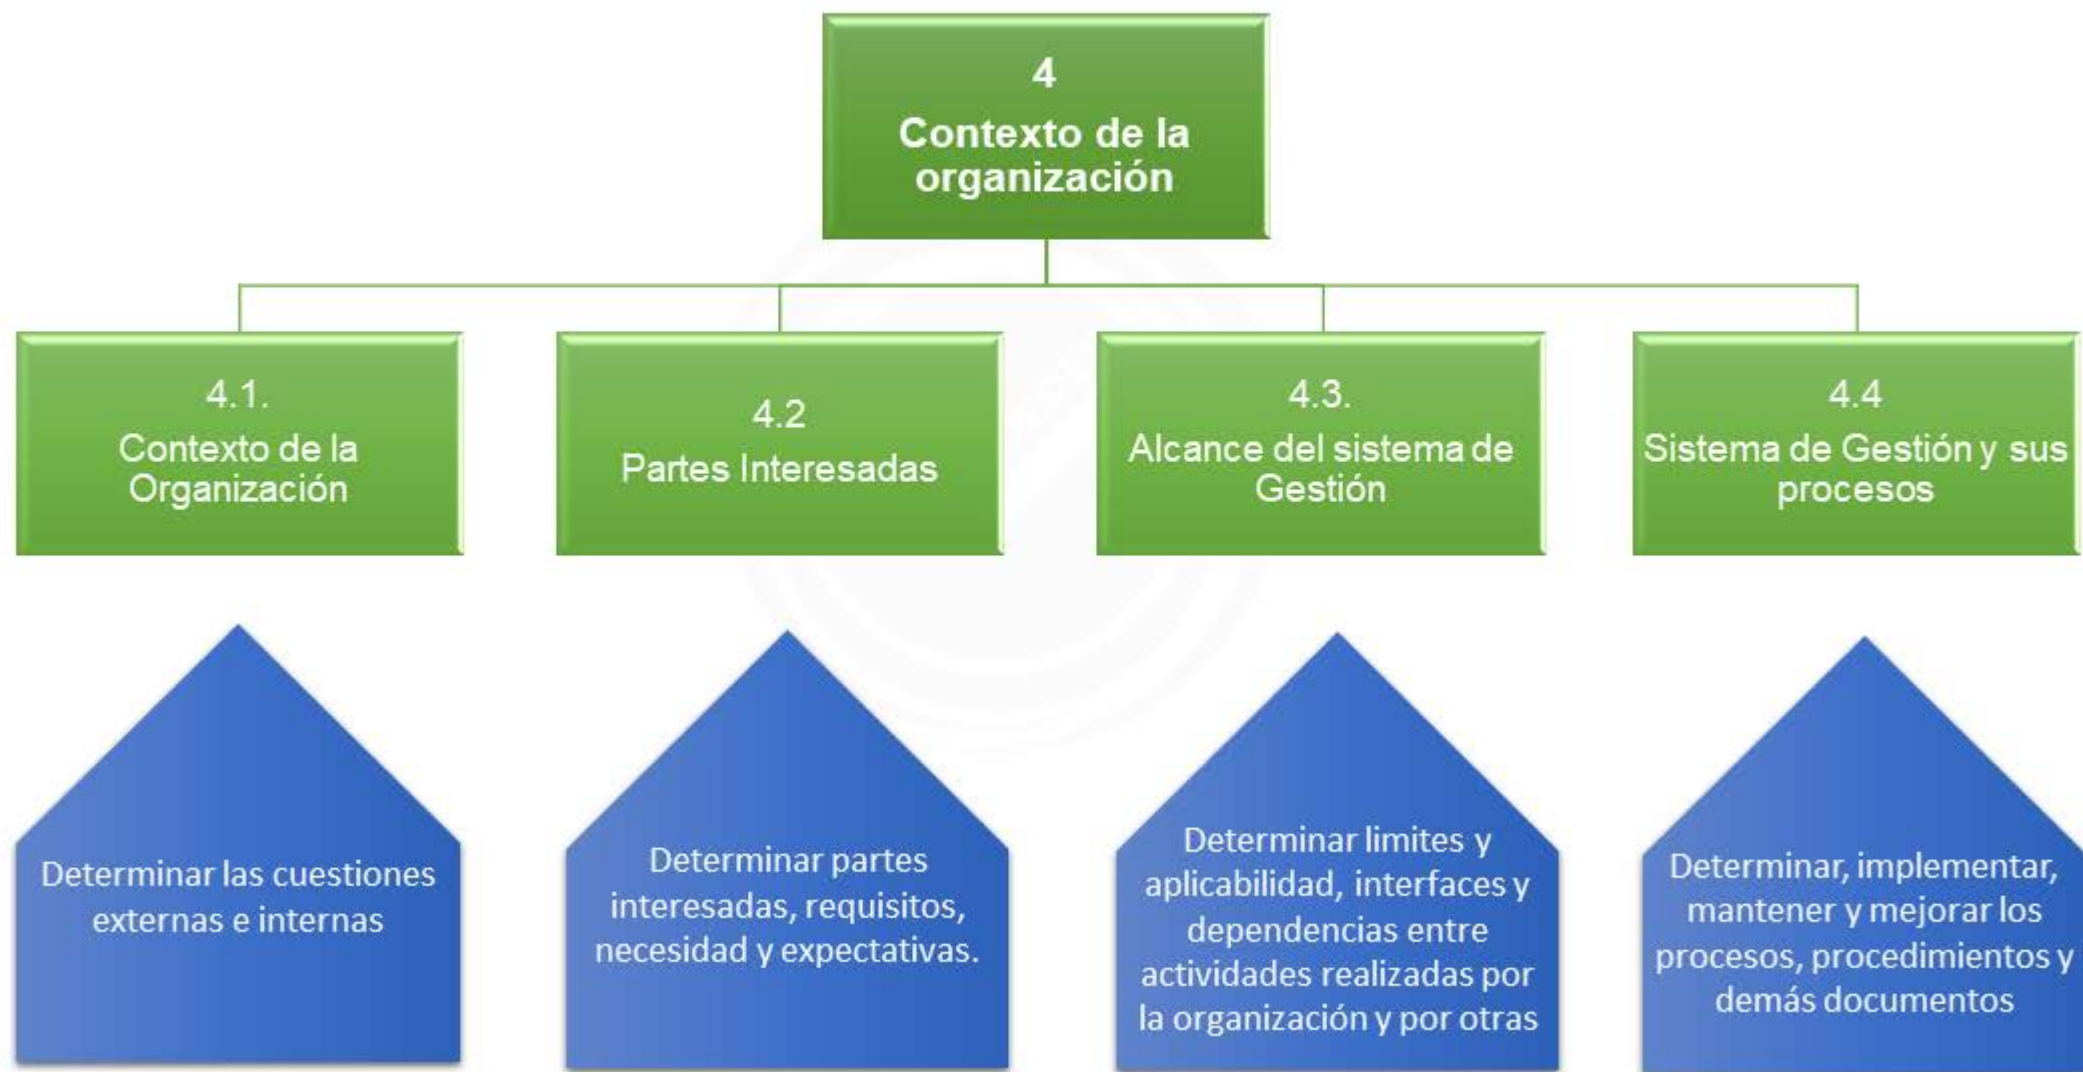 4
Contexto de la
organización
4.1.
Contexto de la
Organización
4.2
Partes Interesadas
4.3.
Alcance del sistema de
Gestión
4.4
Sistema de Gestión y sus
procesos
Determinar las cuestiones
externas e internas
Determinar partes
interesadas, requisitos,
necesidad y expectativas.
Determinar limites y
aplicabilidad, interfaces y
dependencias entre
actividades realizadas por
la organización y por otras
Determinar, implementar,
mantener y mejorar los
procesos, procedimientos y
demás documentos